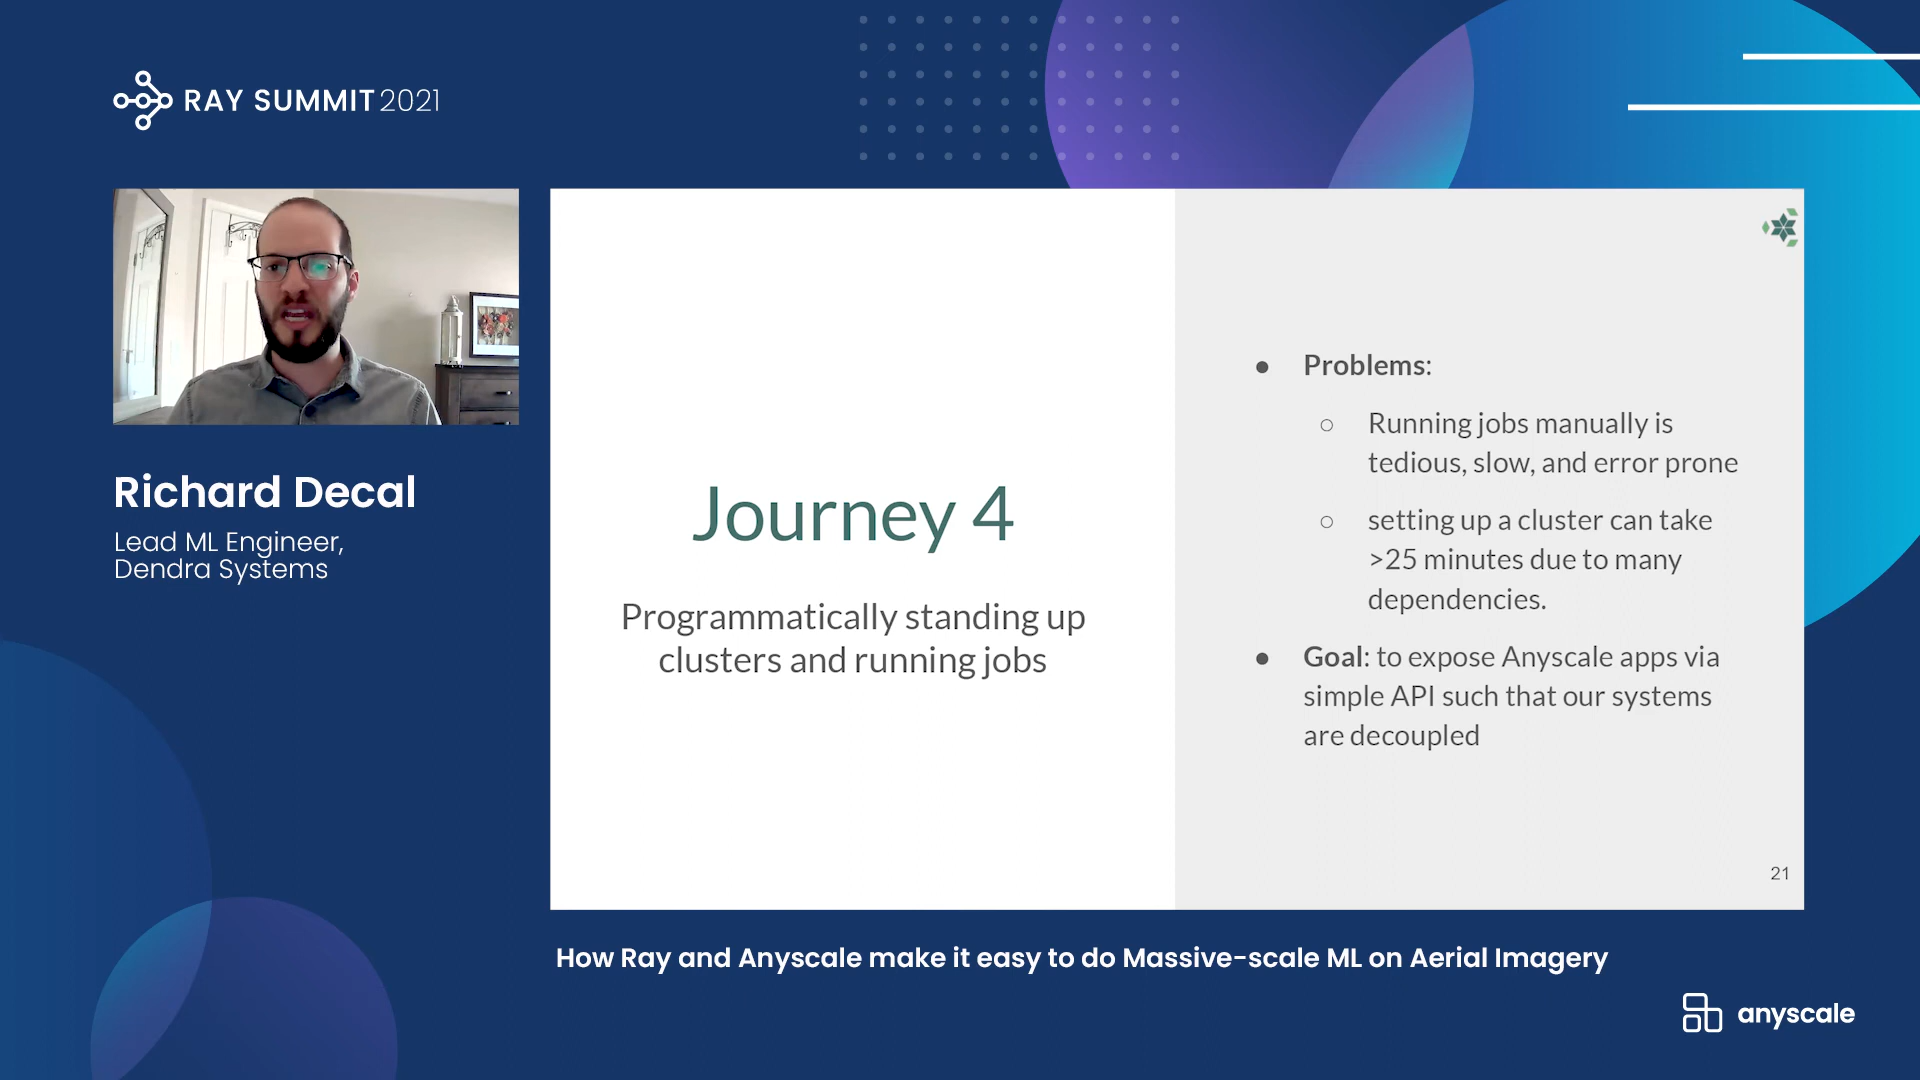 RAY SUMMIT 2021
Richard Decal
Lead ML Engineer,
Dendra Systems
Journey 4
Programmatically standing up
clusters and running jobs
● Problems:
○ Running jobs manually is
tedious, slow, and error prone
○ setting up a cluster can take
>25 minutes due to many
dependencies.
● Goal: to expose Anyscale apps via
simple API such that our systems
are decoupled
21
How Ray and Anyscale make it easy to do Massive-scale ML on Aerial Imagery
anyscale